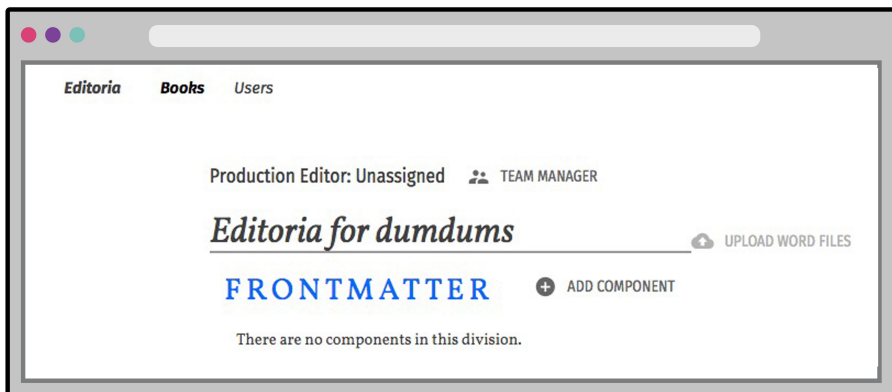 Editoria Books Users
Production Editor: Unassigned TEAM MANAGER
Editoria for dumdums UPLOAD WORD FILES
FRONTMATTER ADD COMPONENT
There are no components in this division.